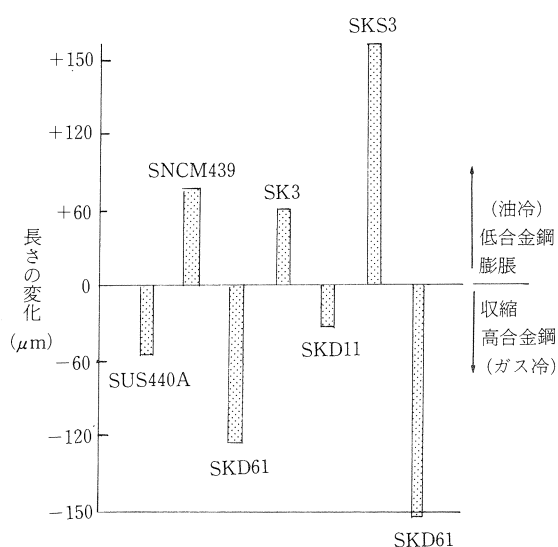 SKS3
+150
+120
SNCM439
SK3
+60
(油冷)
低合金鋼
膨脹
長さの変化
(μm)
0
収縮
高合金鋼
(ガス冷)
−60
SUS440A
SKD11
−120
SKD61
−150
SKD61